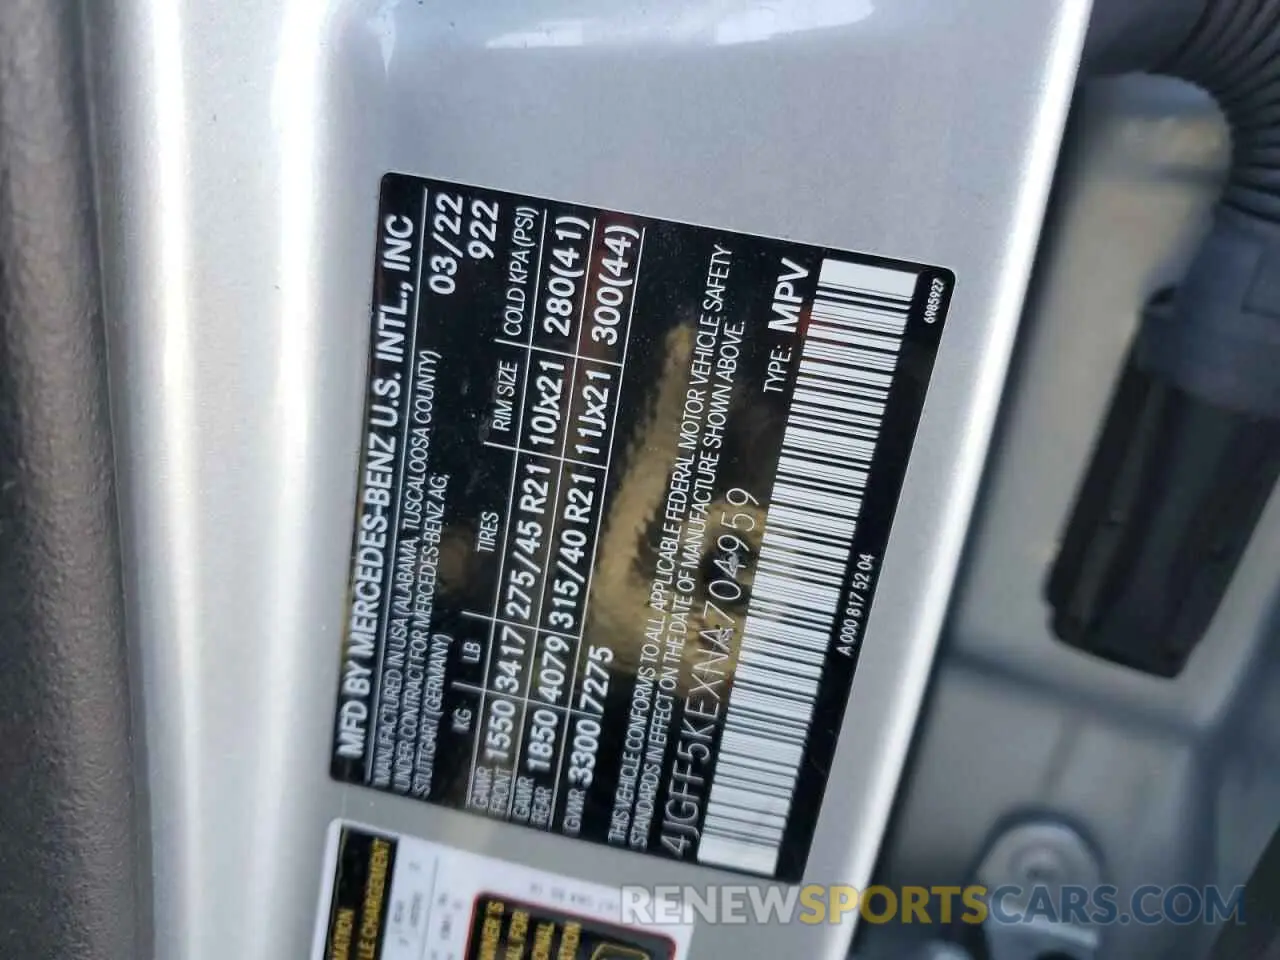 MFD BY MERCEDES-BENZ U.S. INTL., INC
MANUFACTURED IN USA (ALABAMA, TUSCALOOSA COUNTY)
UNDER CONTRACT FOR MERCEDES-BENZ AG,
STUTTGART (GERMANY)
03/22
922
KG LB TIRES RIM SIZE COLD KPA (PSI)
GAWR FRONT 1550 3417 275/45 R21 10Jx21 280(41)
GAWR REAR 1850 4079 315/40 R21 11Jx21 300(44)
GVWR 3300 7275
THIS VEHICLE CONFORMS TO ALL APPLICABLE FEDERAL MOTOR VEHICLE SAFETY
STANDARDS IN EFFECT ON THE DATE OF MANUFACTURE SHOWN ABOVE.
4JGFF5KEXNA704959 TYPE: MPV
A 000 817 52 04
6985927
MATION
LE CHARGEMENT
RENEWSPORTSCARS.COM